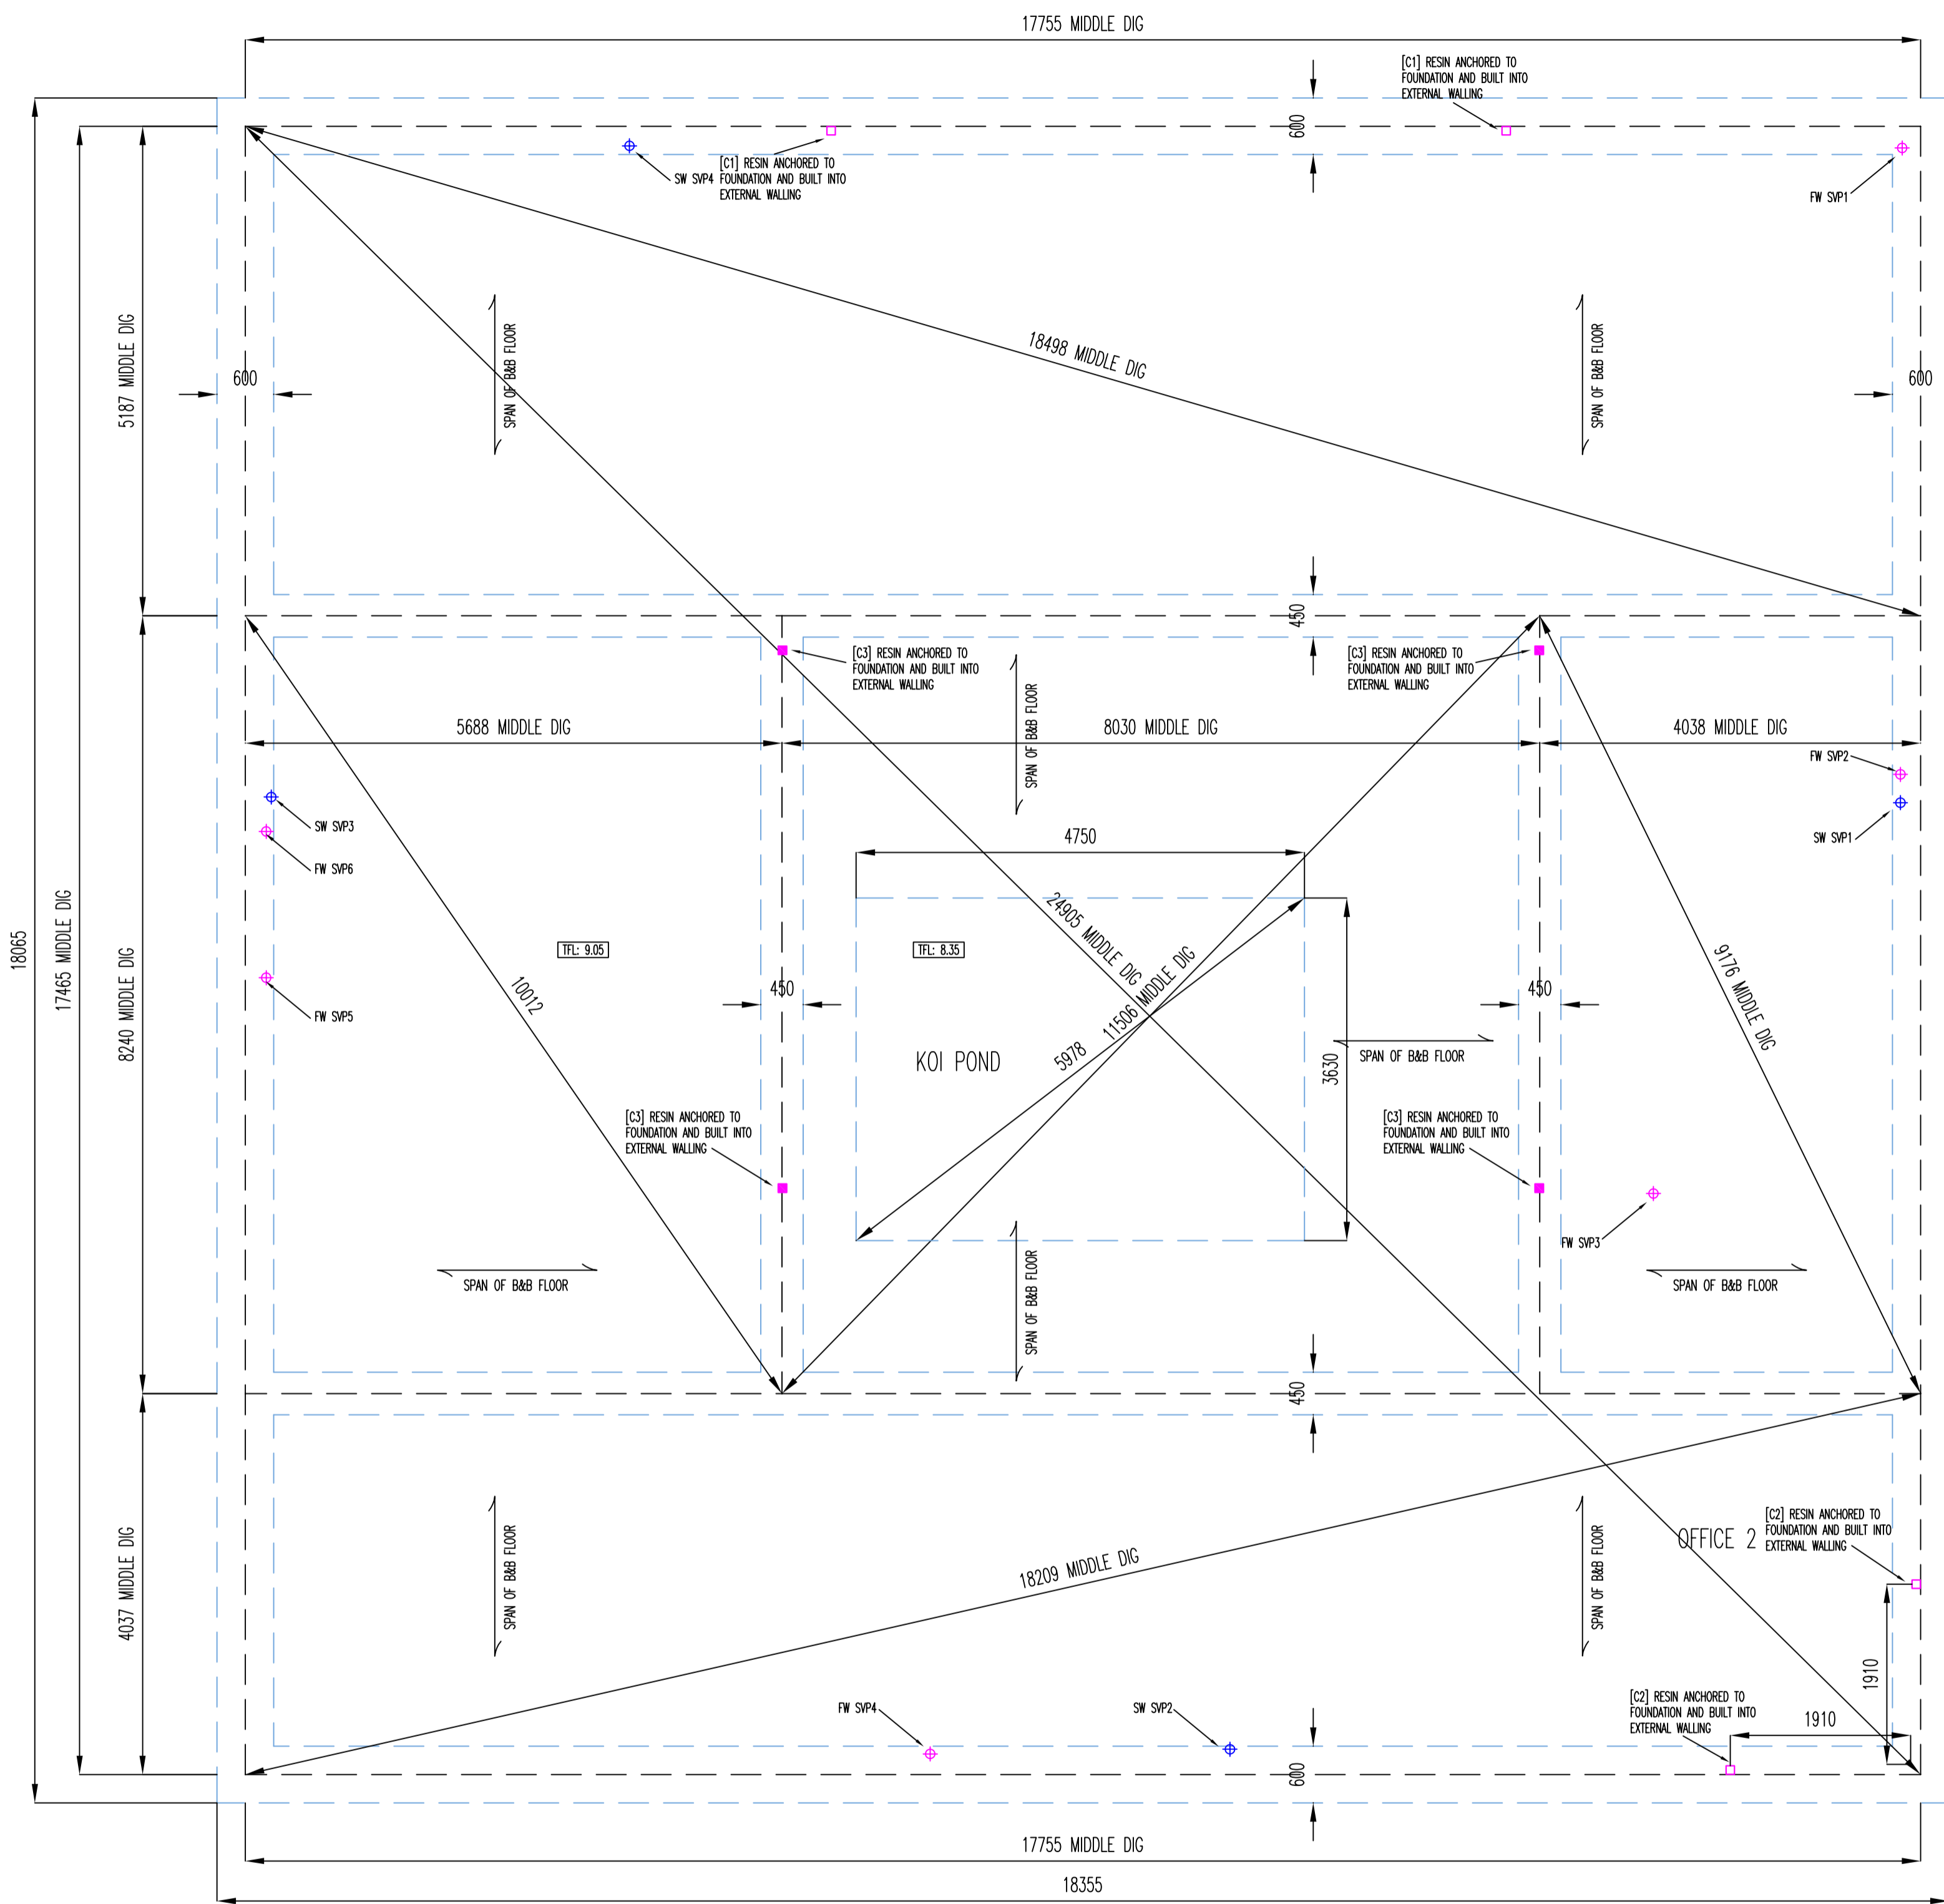 17755 MIDDLE DIG
[C1] RESIN ANCHORED TO
FOUNDATION AND BUILT INTO
EXTERNAL WALLING
600
[C1] RESIN ANCHORED TO
FOUNDATION AND BUILT INTO
EXTERNAL WALLING
SW SVP4
FW SVP1
5187 MIDDLE DIG
600
SPAN OF B&B FLOOR
18498 MIDDLE DIG
SPAN OF B&B FLOOR
600
450
[C3] RESIN ANCHORED TO
FOUNDATION AND BUILT INTO
EXTERNAL WALLING
[C3] RESIN ANCHORED TO
FOUNDATION AND BUILT INTO
EXTERNAL WALLING
SPAN OF B&B FLOOR
5688 MIDDLE DIG
8030 MIDDLE DIG
4038 MIDDLE DIG
FW SVP2
SW SVP3
SW SVP1
FW SVP6
4750
18065
17465 MIDDLE DIG
8240 MIDDLE DIG
TFL: 9.05
TFL: 8.35
24905 MIDDLE DIG
9176 MIDDLE DIG
10012
450
450
FW SVP5
11506 MIDDLE DIG
5978
KOI POND
3630
SPAN OF B&B FLOOR
[C3] RESIN ANCHORED TO
FOUNDATION AND BUILT INTO
EXTERNAL WALLING
[C3] RESIN ANCHORED TO
FOUNDATION AND BUILT INTO
EXTERNAL WALLING
FW SVP3
SPAN OF B&B FLOOR
SPAN OF B&B FLOOR
SPAN OF B&B FLOOR
450
4037 MIDDLE DIG
SPAN OF B&B FLOOR
18209 MIDDLE DIG
SPAN OF B&B FLOOR
OFFICE 2
[C2] RESIN ANCHORED TO
FOUNDATION AND BUILT INTO
EXTERNAL WALLING
1910
FW SVP4
SW SVP2
[C2] RESIN ANCHORED TO
FOUNDATION AND BUILT INTO
EXTERNAL WALLING
1910
600
17755 MIDDLE DIG
18355